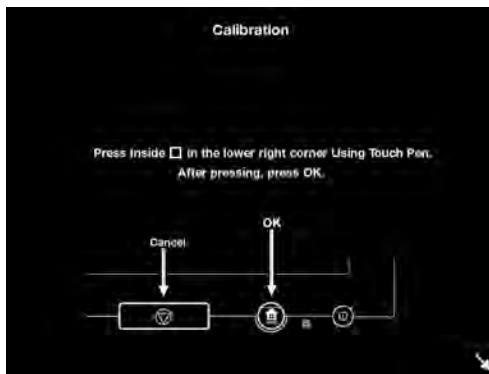 Calibration
Press Inside □ in the lower right corner Using Touch Pen.
After pressing, press OK.
OK
Cancel